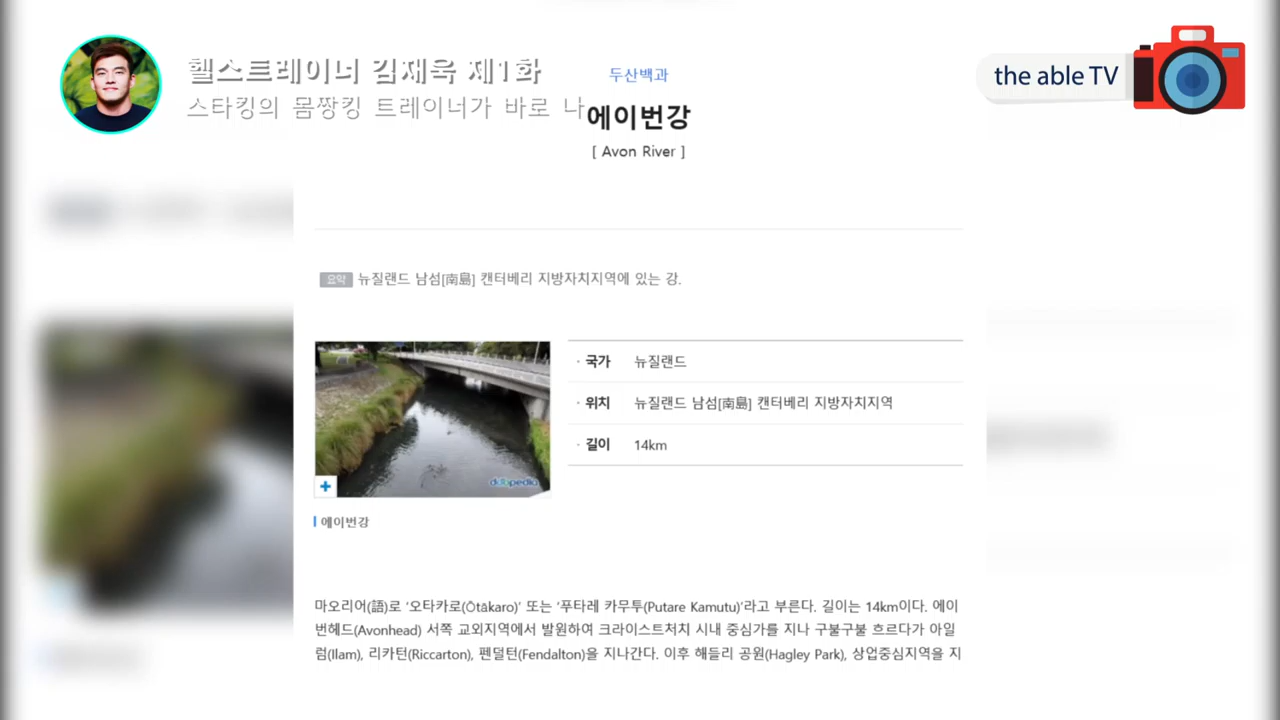 헬스트레이너 김재욱 제1화
스타킹의 몸짱킹 트레이너가 바로 나
the able TV
두산백과
에이번강
[ Avon River ]
요약 뉴질랜드 남섬[南島] 캔터베리 지방자치지역에 있는 강.
· 국가 뉴질랜드
· 위치 뉴질랜드 남섬[南島] 캔터베리 지방자치지역
· 길이 14km
doopedia
에이번강
마오리어(語)로 '오타카로(Ōtākaro)' 또는 '푸타레 카무투(Putare Kamutu)'라고 부른다. 길이는 14km이다. 에이
번헤드(Avonhead) 서쪽 교외지역에서 발원하여 크라이스트처치 시내 중심가를 지나 구불구불 흐르다가 아일
럼(Ilam), 리카턴(Riccarton), 펜덜턴(Fendalton)을 지나간다. 이후 해들리 공원(Hagley Park), 상업중심지역을 지